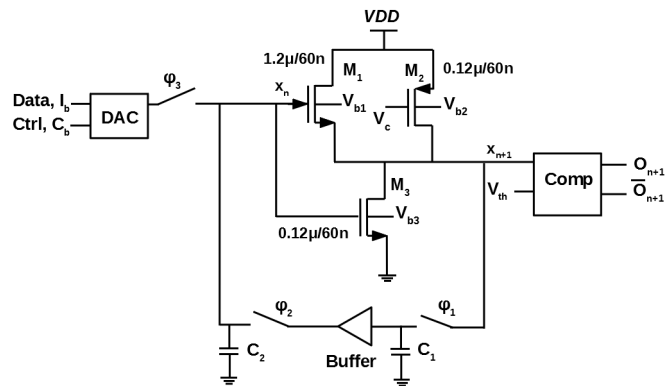 VDD
1.2μ/60n
0.12μ/60n
φ3
xn
M1
M2
Data, Ib
Ctrl, Cb
DAC
Vb1
Vc
Vb2
xn+1
Comp
On+1
Vth
On+1
M3
Vb3
0.12μ/60n
φ2
φ1
C2
Buffer
C1